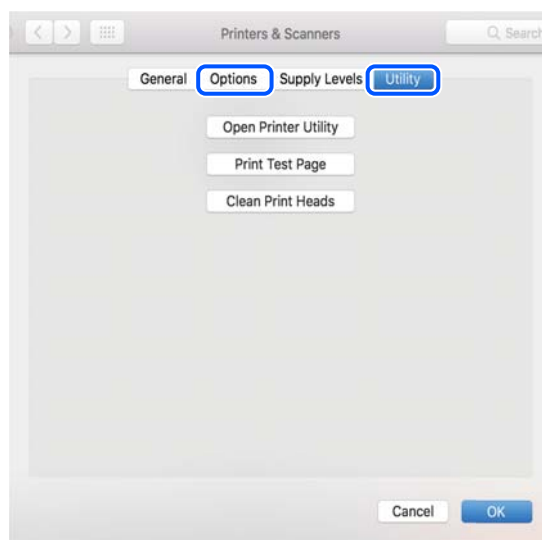 Printers & Scanners
Search
General Options Supply Levels Utility
Open Printer Utility
Print Test Page
Clean Print Heads
Cancel OK